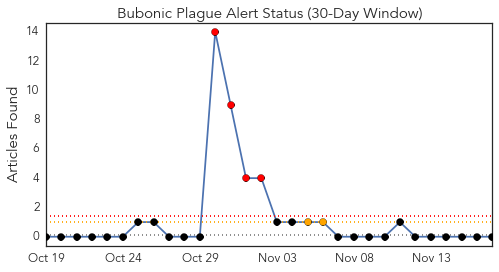 Bubonic Plague Alert Status (30-Day Window)
Articles Found
14
12
10
8
6
4
2
0
Oct 19 Oct 24 Oct 29 Nov 03 Nov 08 Nov 13